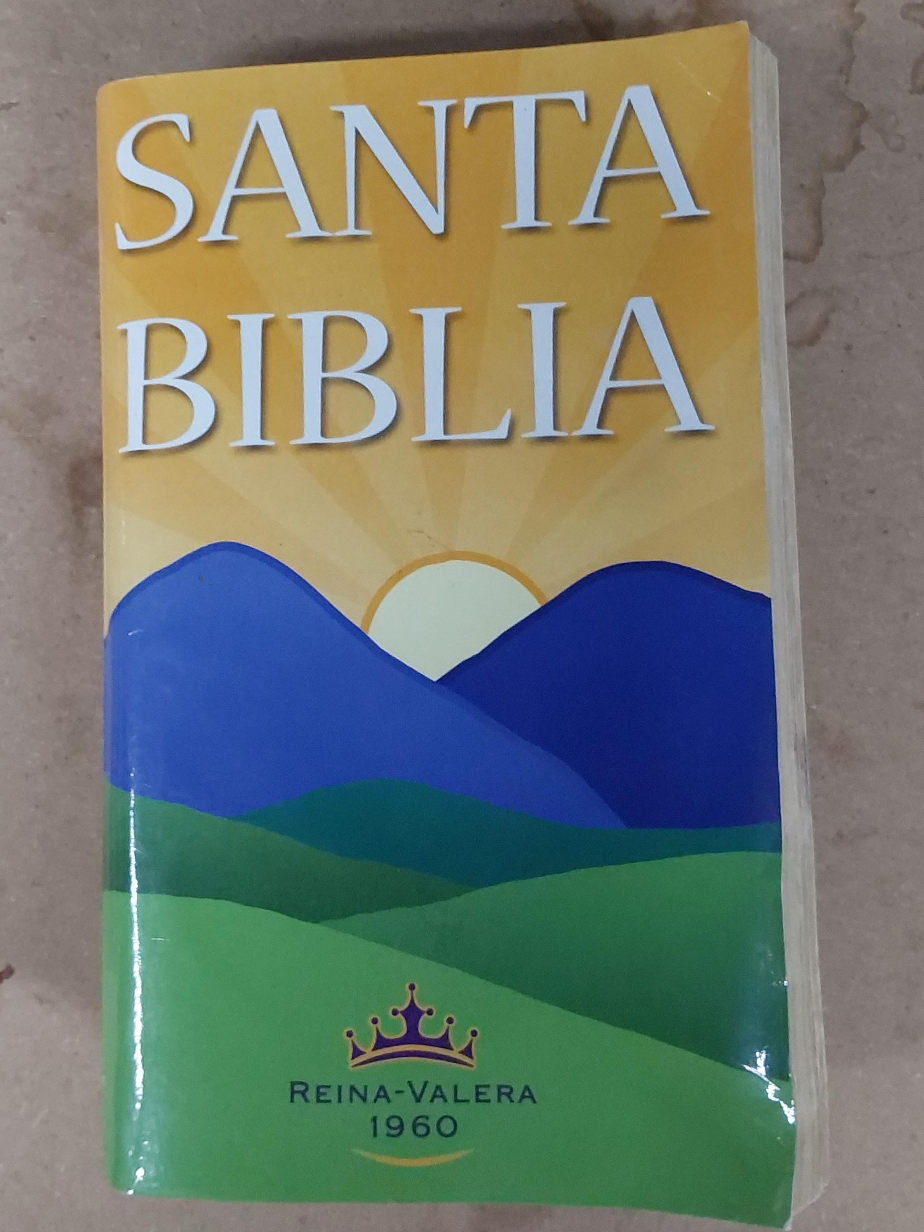 SANTA
BIBLIA
REINA-VALERA
1960